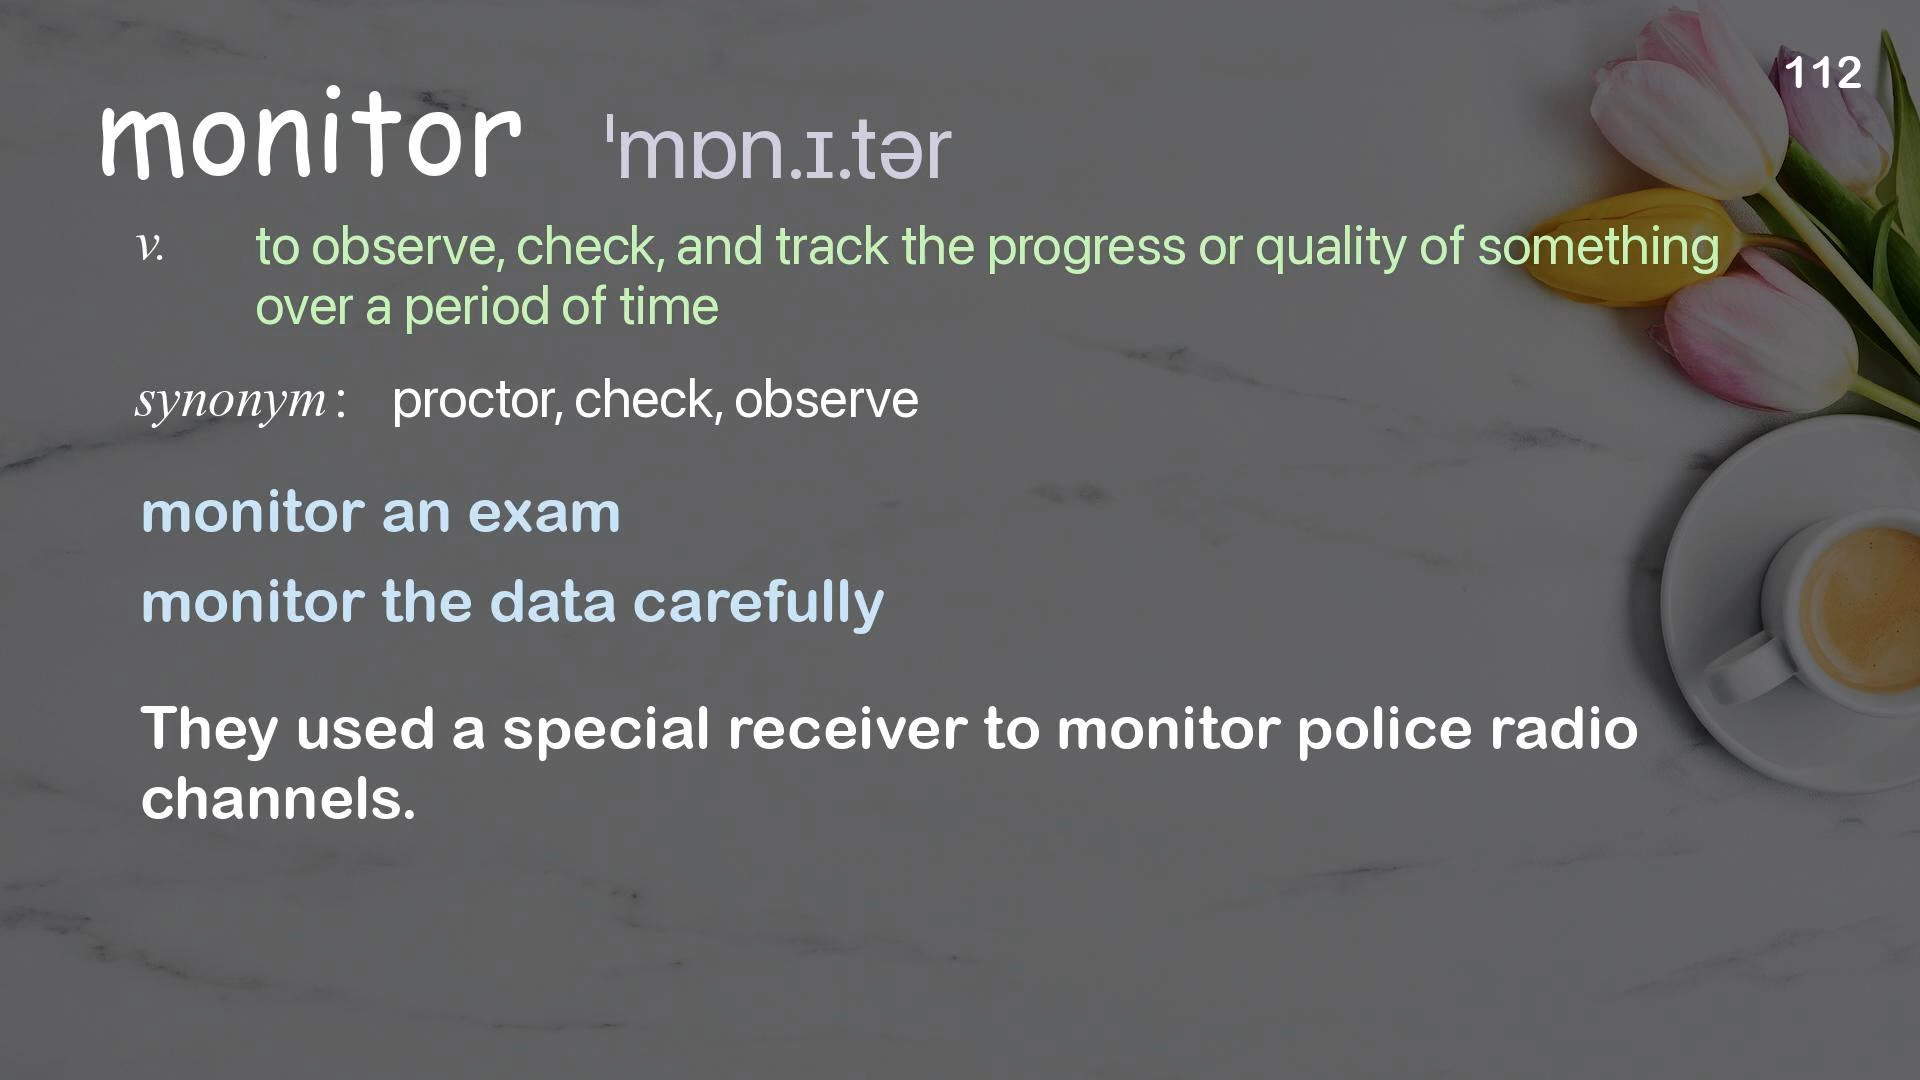 112
monitor ˈmɒn.ɪ.tər
v. to observe, check, and track the progress or quality of something
over a period of time
synonym : proctor, check, observe
monitor an exam
monitor the data carefully
They used a special receiver to monitor police radio
channels.